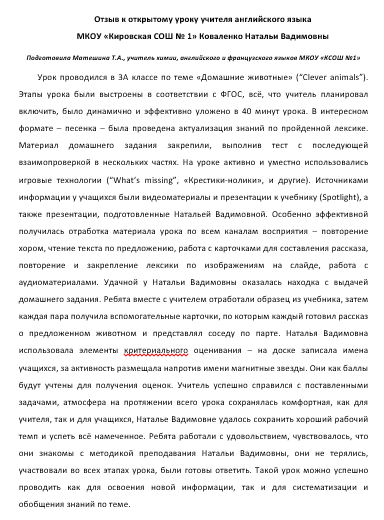 Отзыв к открытому уроку учителя английского языка
МКОУ «Кировская СОШ № 1» Коваленко Натальи Вадимовны
Подготовила Матешина Т.А., учитель химии, английского и французского языков МКОУ «КСОШ №1»
Урок проводился в 3А классе по теме «Домашние животные» (“Clever animals”).
Этапы урока были выстроены в соответствии с ФГОС, всё, что учитель планировал
включить, было динамично и эффективно уложено в 40 минут урока. В интересном
формате – песенка – была проведена актуализация знаний по пройденной лексике.
Материал домашнего задания закрепили, выполнив тест с последующей
взаимопроверкой в нескольких частях. На уроке активно и уместно использовались
игровые технологии (“What’s missing”, «Крестики-нолики», и другие). Источниками
информации у учащихся были видеоматериалы и презентации к учебнику (Spotlight), а
также презентации, подготовленные Натальей Вадимовной. Особенно эффективной
получилась отработка материала урока по всем каналам восприятия – повторение
хором, чтение текста по предложению, работа с карточками для составления рассказа,
повторение и закрепление лексики по изображениям на слайде, работа с
аудиоматериалами. Удачной у Натальи Вадимовны оказалась находка с выдачей
домашнего задания. Ребята вместе с учителем отработали образец из учебника, затем
каждая пара получила вспомогательные карточки, по которым каждый готовил рассказ
о предложенном животном и представлял соседу по парте. Наталья Вадимовна
использовала элементы критериального оценивания – на доске записала имена
учащихся, за активность размещала напротив имени магнитные звезды. Они как баллы
будут учтены для получения оценок. Учитель успешно справился с поставленными
задачами, атмосфера на протяжении всего урока сохранялась комфортная, как для
учителя, так и для учащихся, Наталье Вадимовне удалось сохранить хороший рабочий
темп и успеть всё намеченное. Ребята работали с удовольствием, чувствовалось, что
они знакомы с методикой преподавания Натальи Вадимовны, они не терялись,
участвовали во всех этапах урока, были готовы ответить. Такой урок можно успешно
проводить как для освоения новой информации, так и для систематизации и
обобщения знаний по теме.